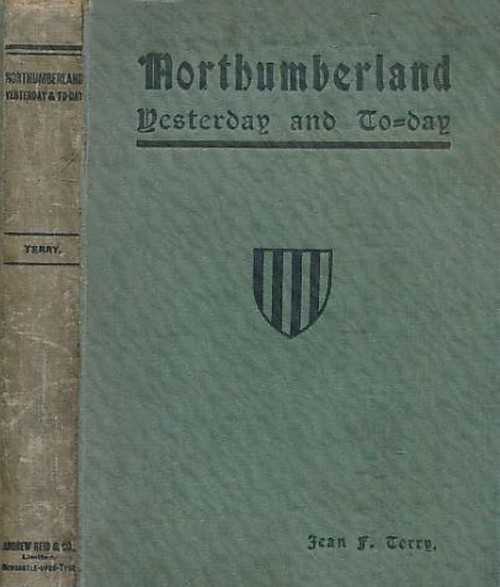 NORTHUMBERLAND
YESTERDAY & TO-DAY
TERRY.
ANDREW REID & CO.,
Limited.
NEWCASTLE-UPON-TYNE
Northumberland
Yesterday and To=day
Jean F. Terry.